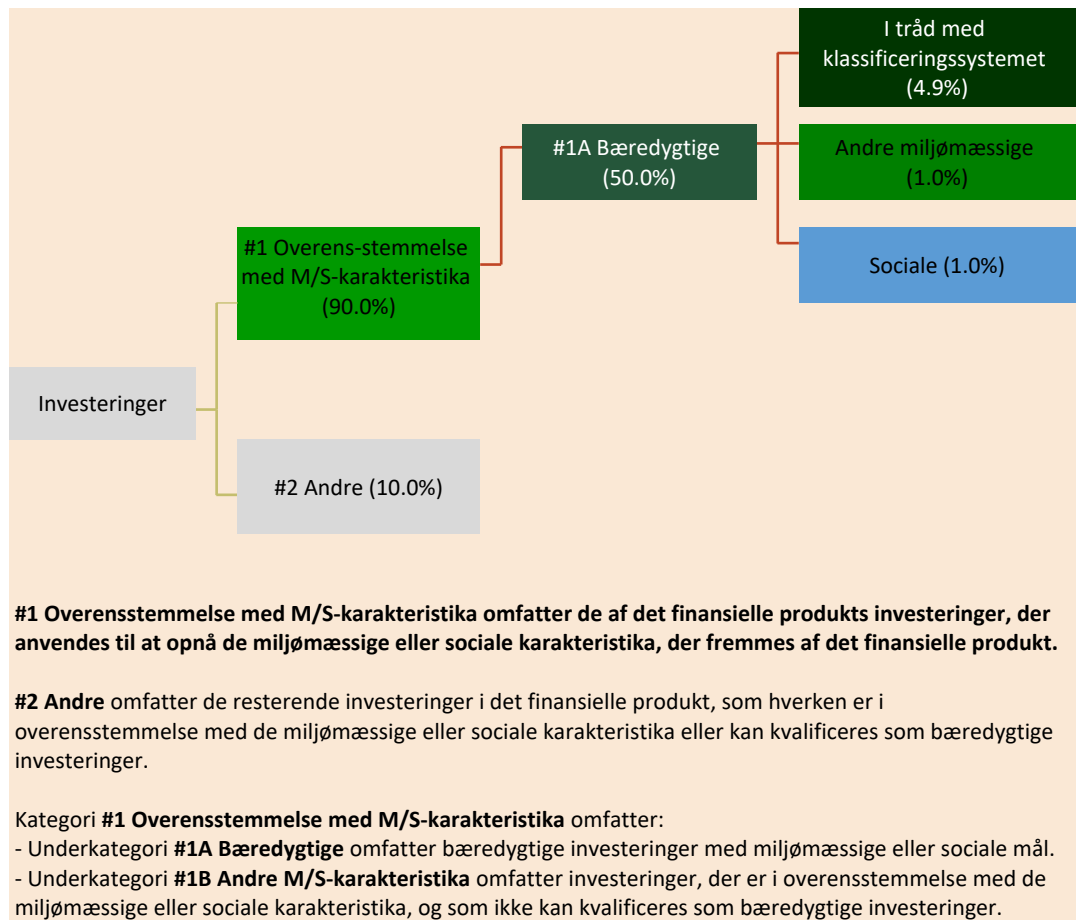 I tråd med
klassificeringssystemet
(4.9%)
#1A Bæredygtige
(50.0%)
Andre miljømæssige
(1.0%)
#1 Overens-stemmelse
med M/S-karakteristika
(90.0%)
Sociale (1.0%)
Investeringer
#2 Andre (10.0%)
#1 Overensstemmelse med M/S-karakteristika omfatter de af det finansielle produkts investeringer, der
anvendes til at opnå de miljømæssige eller sociale karakteristika, der fremmes af det finansielle produkt.
#2 Andre omfatter de resterende investeringer i det finansielle produkt, som hverken er i
overensstemmelse med de miljømæssige eller sociale karakteristika eller kan kvalificeres som bæredygtige
investeringer.
Kategori #1 Overensstemmelse med M/S-karakteristika omfatter:
- Underkategori #1A Bæredygtige omfatter bæredygtige investeringer med miljømæssige eller sociale mål.
- Underkategori #1B Andre M/S-karakteristika omfatter investeringer, der er i overensstemmelse med de
miljømæssige eller sociale karakteristika, og som ikke kan kvalificeres som bæredygtige investeringer.